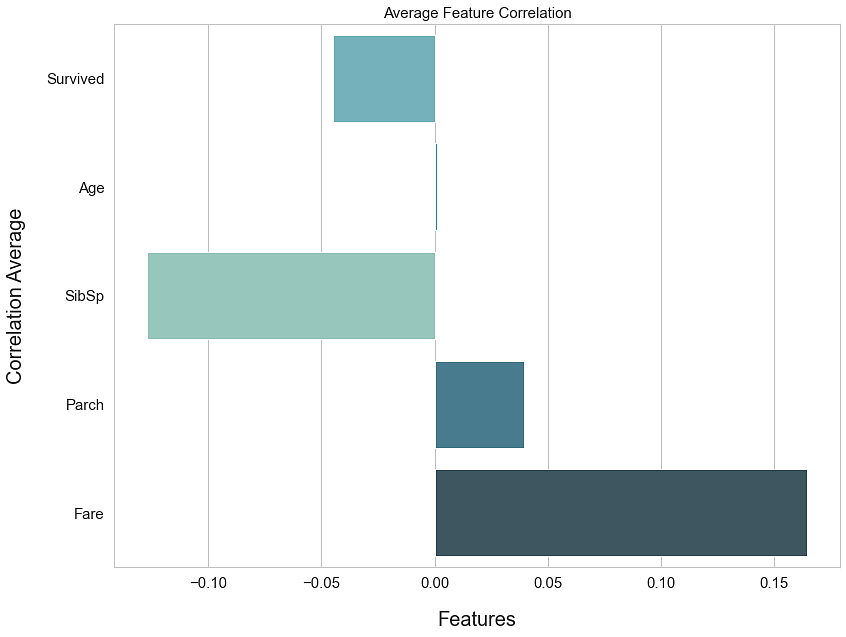 Average Feature Correlation
Survived
Age
SibSp
Parch
Fare
Correlation Average
−0.10
−0.05
0.00
0.05
0.10
0.15
Features